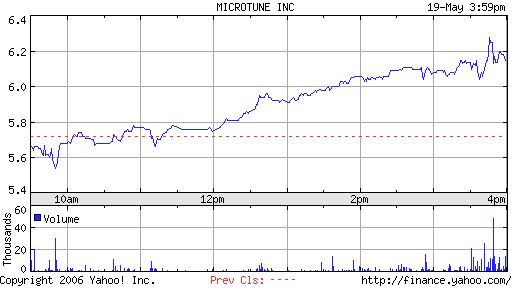 MICROTUNE INC 19-May 3:59pm
6.4
6.2
6.0
5.8
5.6
5.4
10am 12pm 2pm 4pm
60
40
20
0
Thousands
Volume
Copyright 2006 Yahoo! Inc. Prev Cls: ---- http://finance.yahoo.com/